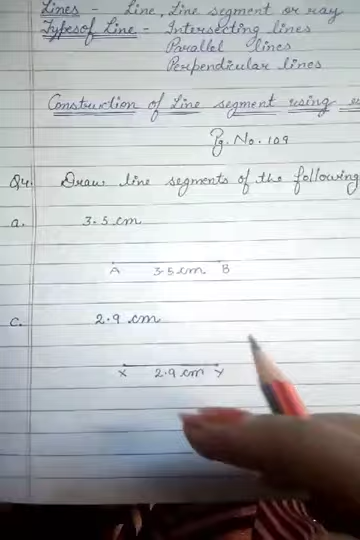 Lines - Line, Line segment or ray
Types of Line - Intersecting lines
Parallel lines
Perpendicular lines
Construction of Line segment using
Pg. No. 109
Q4. Draw line segments of the following
a. 3.5 cm
A 3.5 cm B
c. 2.9 cm
X 2.9 cm Y